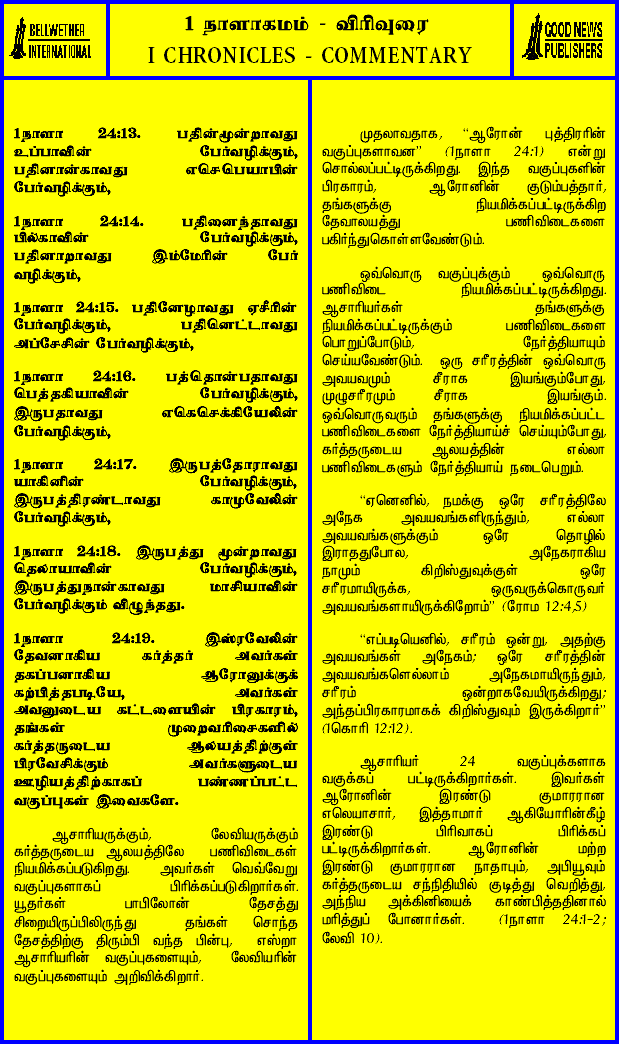 BELLWETHER
INTERNATIONAL
1 நாளாகமம் - விரிவுரை
I CHRONICLES - COMMENTARY
GOOD NEWS
PUBLISHERS
1நாளா 24:13. பதின்மூன்றாவது
உப்பாவின் பேர்வழிக்கும்,
பதினான்காவது எசெபெயாபின்
பேர்வழிக்கும்,
1நாளா 24:14. பதினைந்தாவது
பில்காவின் பேர்வழிக்கும்,
பதினாறாவது இம்மேரின் பேர்
வழிக்கும்,
1நாளா 24:15. பதினேழாவது ஏசீரின்
பேர்வழிக்கும், பதினெட்டாவது
அப்சேசின் பேர்வழிக்கும்,
1நாளா 24:16. பத்தொன்பதாவது
பெத்தகியாவின் பேர்வழிக்கும்,
இருபதாவது எகெசெக்கியேலின்
பேர்வழிக்கும்,
1நாளா 24:17. இருபத்தோராவது
யாகினின் பேர்வழிக்கும்,
இருபத்திரண்டாவது காமுவேலின்
பேர்வழிக்கும்,
1நாளா 24:18. இருபத்து மூன்றாவது
தெலாயாவின் பேர்வழிக்கும்,
இருபத்துநான்காவது மாசியாவின்
பேர்வழிக்கும் விழுந்தது.
1நாளா 24:19. இஸ்ரவேலின்
தேவனாகிய கர்த்தர் அவர்கள்
தகப்பனாகிய ஆரோனுக்குக்
கற்பித்தபடியே, அவர்கள்
அவனுடைய கட்டளையின் பிரகாரம்,
தங்கள் முறைவரிசைகளில்
கர்த்தருடைய ஆலயத்திற்குள்
பிரவேசிக்கும் அவர்களுடைய
ஊழியத்திற்காகப் பண்ணப்பட்ட
வகுப்புகள் இவைகளே.
ஆசாரியருக்கும், லேவியருக்கும்
கர்த்தருடைய ஆலயத்திலே பணிவிடைகள்
நியமிக்கப்படுகிறது. அவர்கள் வெவ்வேறு
வகுப்புகளாகப் பிரிக்கப்படுகிறார்கள்.
யூதர்கள் பாபிலோன் தேசத்து
சிறையிருப்பிலிருந்து தங்கள் சொந்த
தேசத்திற்கு திரும்பி வந்த பின்பு, எஸ்றா
ஆசாரியரின் வகுப்புகளையும், லேவியரின்
வகுப்புகளையும் அறிவிக்கிறார்.
முதலாவதாக, “ஆரோன் புத்திரரின்
வகுப்புகளாவன” (1நாளா 24:1) என்று
சொல்லப்பட்டிருக்கிறது. இந்த வகுப்புகளின்
பிரகாரம், ஆரோனின் குடும்பத்தார்,
தங்களுக்கு நியமிக்கப்பட்டிருக்கிற
தேவாலயத்து பணிவிடைகளை
பகிர்ந்துகொள்ளவேண்டும்.
ஒவ்வொரு வகுப்புக்கும் ஒவ்வொரு
பணிவிடை நியமிக்கப்பட்டிருக்கிறது.
ஆசாரியர்கள் தங்களுக்கு
நியமிக்கப்பட்டிருக்கும் பணிவிடைகளை
பொறுப்போடும், நேர்த்தியாயும்
செய்யவேண்டும். ஒரு சரீரத்தின் ஒவ்வொரு
அவயவமும் சீராக இயங்கும்போது,
முழுசரீரமும் சீராக இயங்கும்.
ஒவ்வொருவரும் தங்களுக்கு நியமிக்கப்பட்ட
பணிவிடைகளை நேர்த்தியாய்ச் செய்யும்போது,
கர்த்தருடைய ஆலயத்தின் எல்லா
பணிவிடைகளும் நேர்த்தியாய் நடைபெறும்.
“ஏனெனில், நமக்கு ஒரே சரீரத்திலே
அநேக அவயவங்களிருந்தும், எல்லா
அவயவங்களுக்கும் ஒரே தொழில்
இராததுபோல, அநேகராகிய
நாமும் கிறிஸ்துவுக்குள் ஒரே
சரீரமாயிருக்க, ஒருவருக்கொருவர்
அவயவங்களாயிருக்கிறோம்” (ரோம 12:4,5)
“எப்படியெனில், சரீரம் ஒன்று, அதற்கு
அவயவங்கள் அநேகம்; ஒரே சரீரத்தின்
அவயவங்களெல்லாம் அநேகமாயிருந்தும்,
சரீரம் ஒன்றாகவேயிருக்கிறது;
அந்தப்பிரகாரமாகக் கிறிஸ்துவும் இருக்கிறார்”
(1கொரி 12:12).
ஆசாரியர் 24 வகுப்புக்களாக
வகுக்கப் பட்டிருக்கிறார்கள். இவர்கள்
ஆரோனின் இரண்டு குமாரரான
எலெயாசார், இத்தாமார் ஆகியோரின்கீழ்
இரண்டு பிரிவாகப் பிரிக்கப்
பட்டிருக்கிறார்கள். ஆரோனின் மற்ற
இரண்டு குமாரரான நாதாபும், அபியூவும்
கர்த்தருடைய சந்நிதியில் குடித்து வெறித்து,
அந்நிய அக்கினியைக் காண்பித்ததினால்
மரித்துப் போனார்கள். (1நாளா 24:1-2;
லேவி 10).